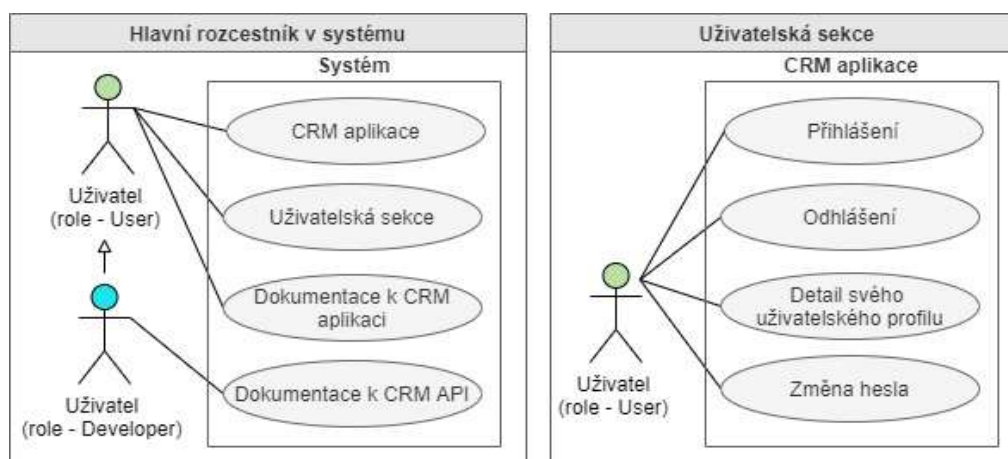 Hlavní rozcestník v systému
Systém
CRM aplikace
Uživatelská sekce
Dokumentace k CRM
aplikaci
Dokumentace k CRM API
Uživatel
(role - User)
Uživatel
(role - Developer)
Uživatelská sekce
CRM aplikace
Přihlášení
Odhlášení
Detail svého
uživatelského profilu
Změna hesla
Uživatel
(role - User)